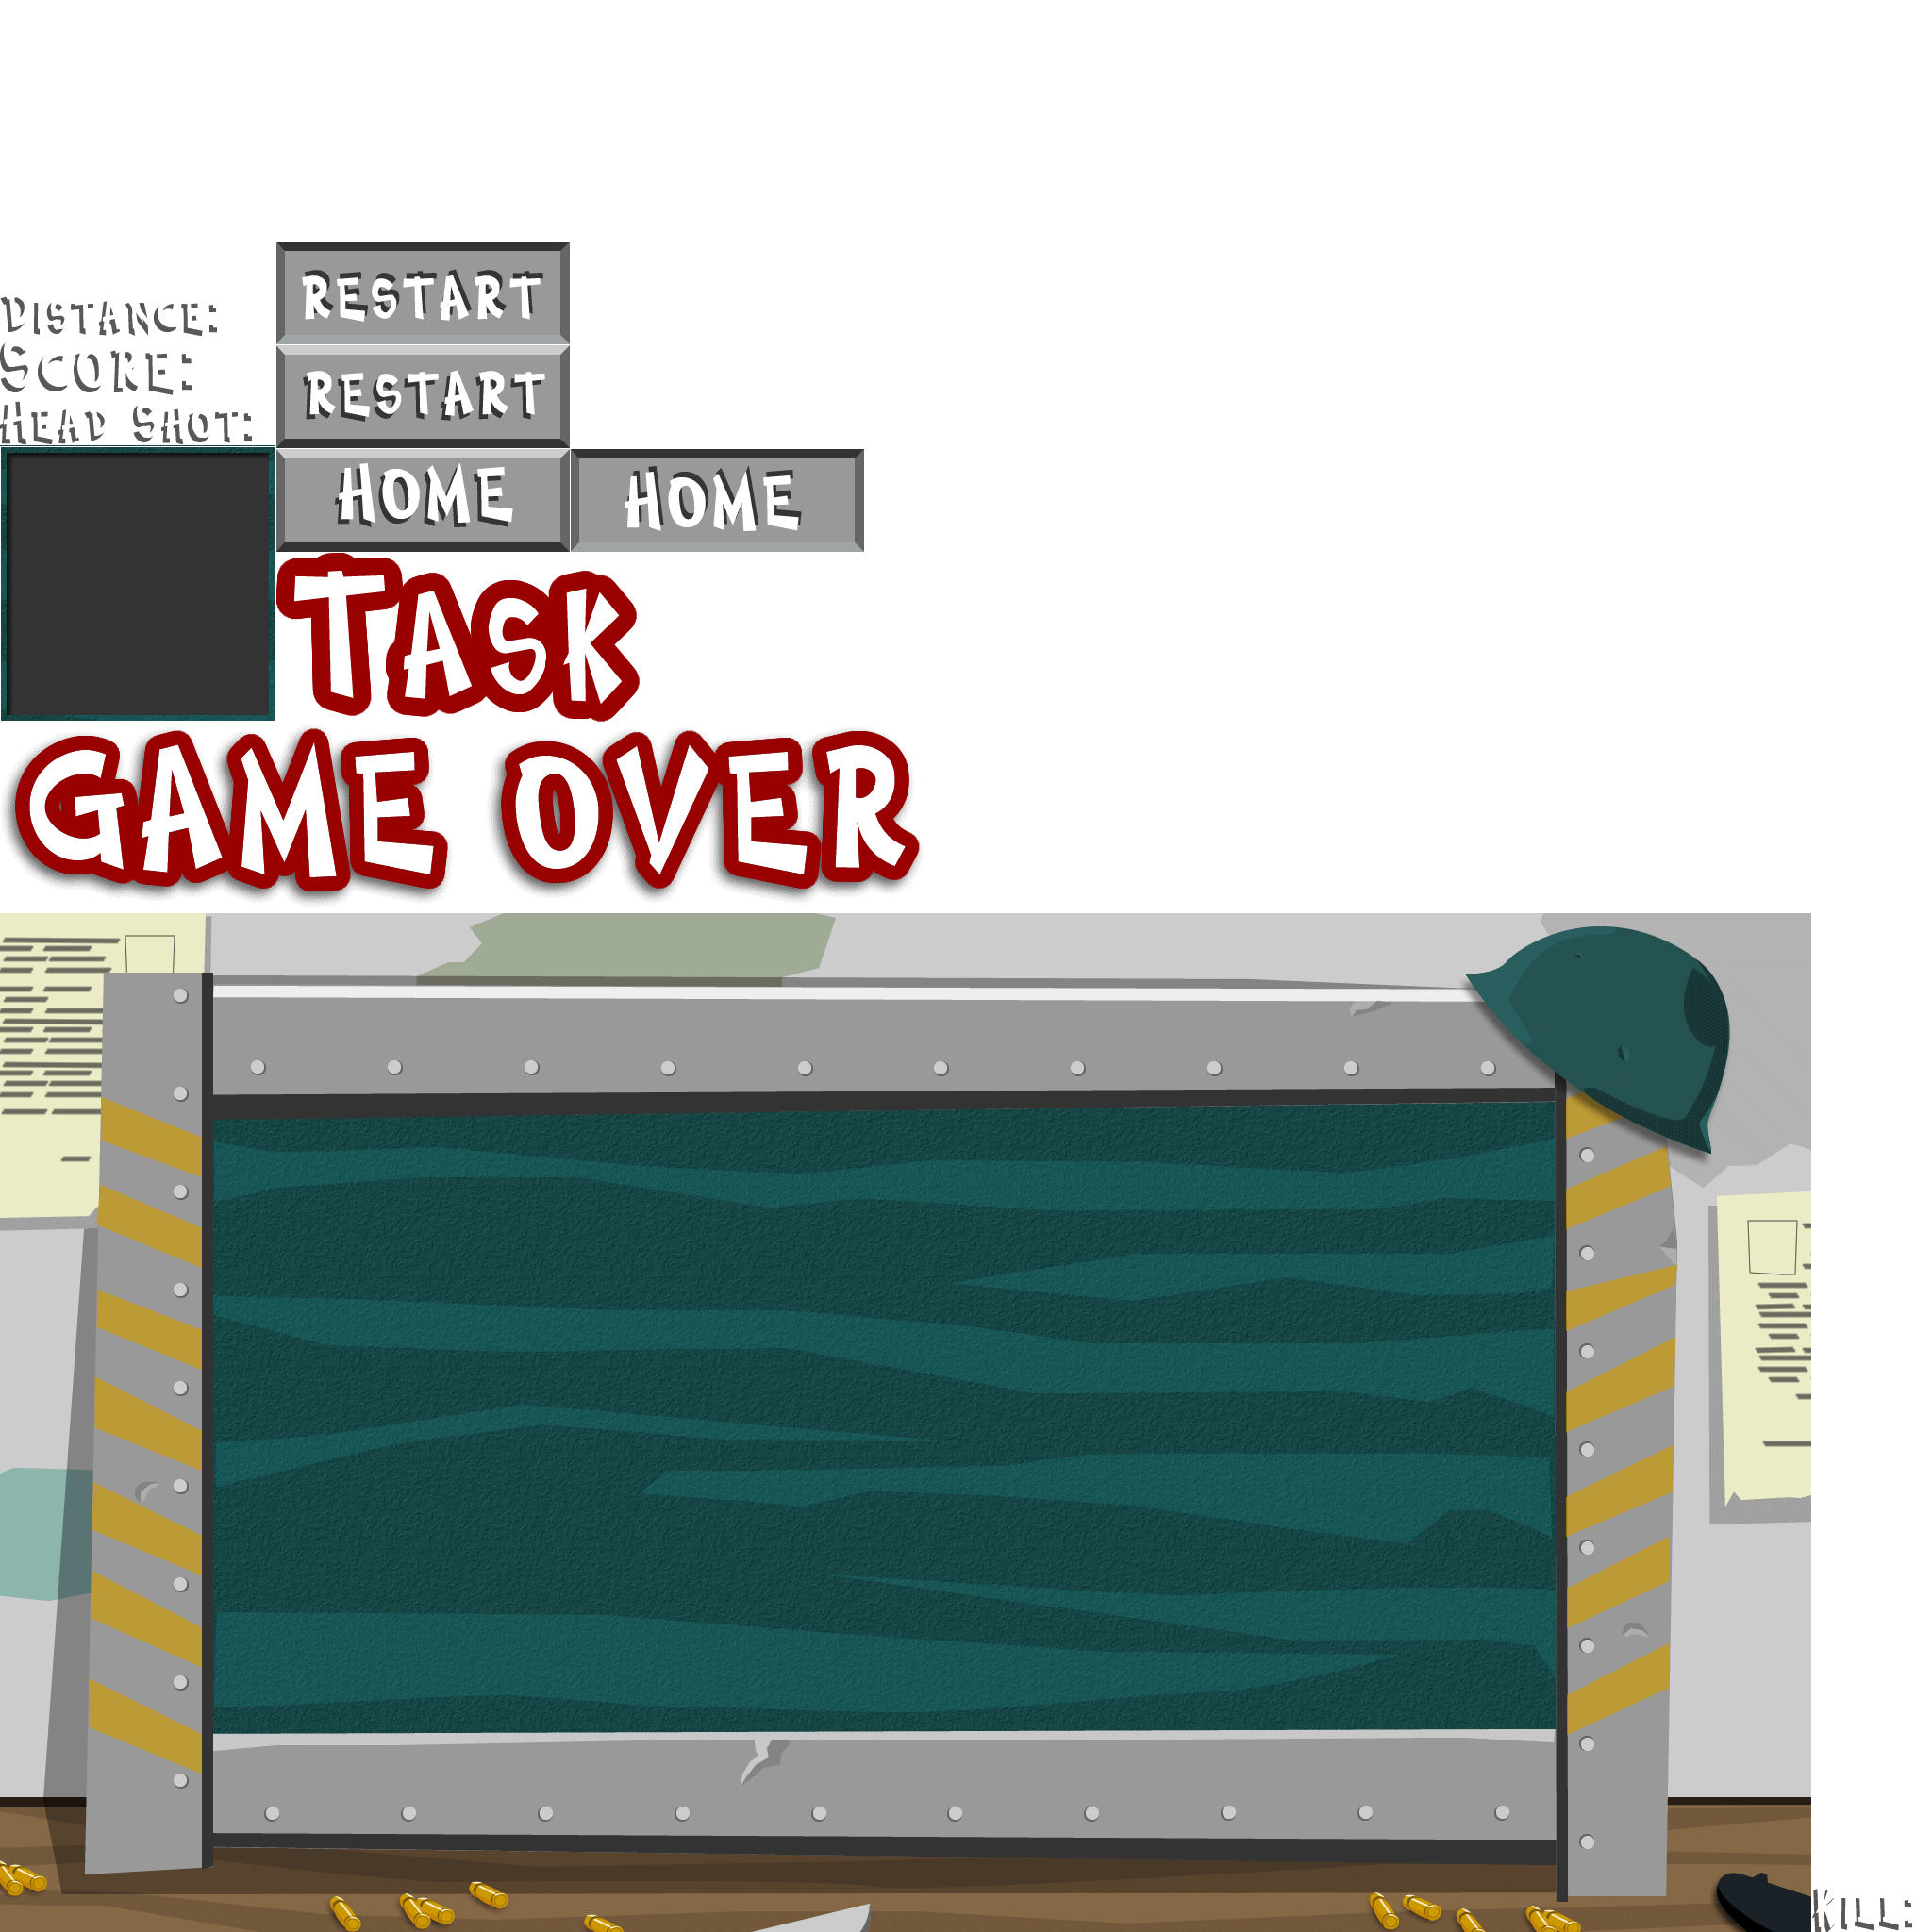 RESTART
DISTANCE:
SCORE:
RESTART
HEAD SHOT:
HOME HOME
TASK
GAME OVER
KILL: